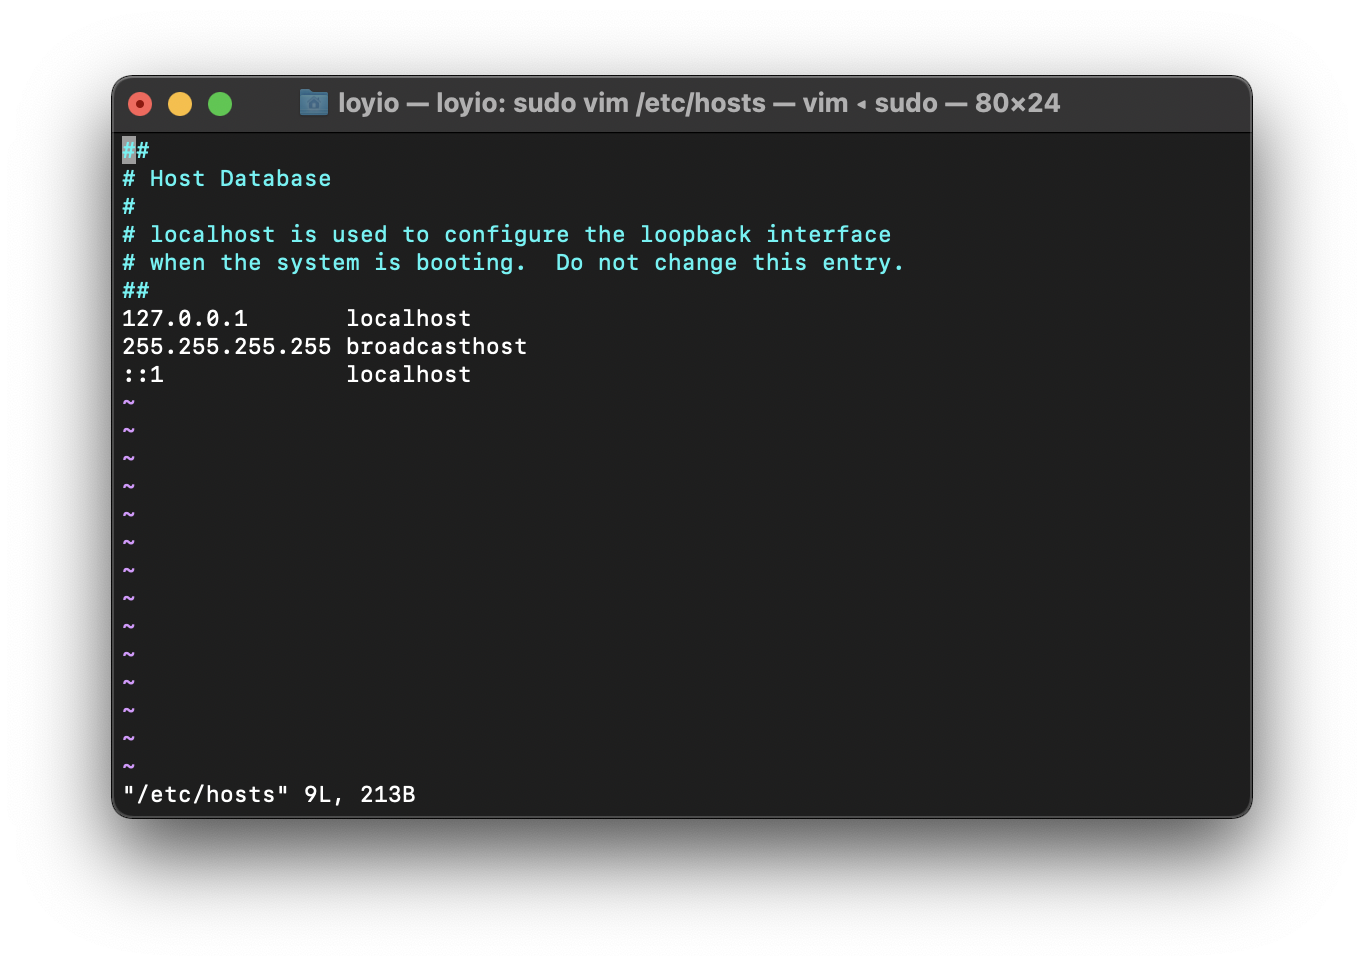 loyio — loyio: sudo vim /etc/hosts — vim ◂ sudo — 80×24
##
# Host Database
#
# localhost is used to configure the loopback interface
# when the system is booting.  Do not change this entry.
##
127.0.0.1       localhost
255.255.255.255 broadcasthost
::1             localhost
~
~
~
~
~
~
~
~
~
~
~
~
~
~
"/etc/hosts" 9L, 213B